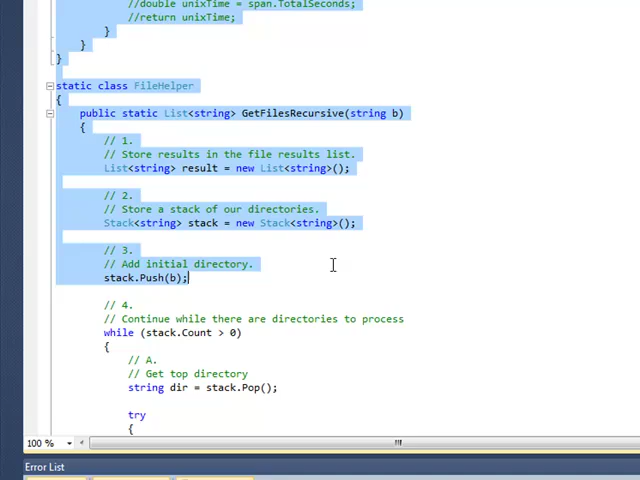 //double unixTime = span.TotalSeconds;
//return unixTime;
}
}
}
static class FileHelper
{
public static List<string> GetFilesRecursive(string b)
{
// 1.
// Store results in the file results list.
List<string> result = new List<string>();
// 2.
// Store a stack of our directories.
Stack<string> stack = new Stack<string>();
// 3.
// Add initial directory.
stack.Push(b);
// 4.
// Continue while there are directories to process
while (stack.Count > 0)
{
// A.
// Get top directory
string dir = stack.Pop();
try
{
100 %
Error List